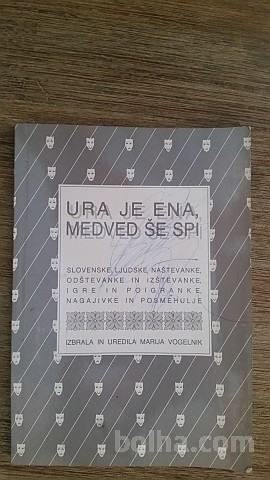 URA JE ENA,
MEDVED ŠE SPI
SLOVENSKE LJUDSKE NAŠTEVANKE,
ODŠTEVANKE IN IZŠTEVANKE,
IGRE IN POIGRANKE,
NAGAJIVKE IN POSMEHULJE
IZBRALA IN UREDILA MARIJA VOGELNIK
bolha.com